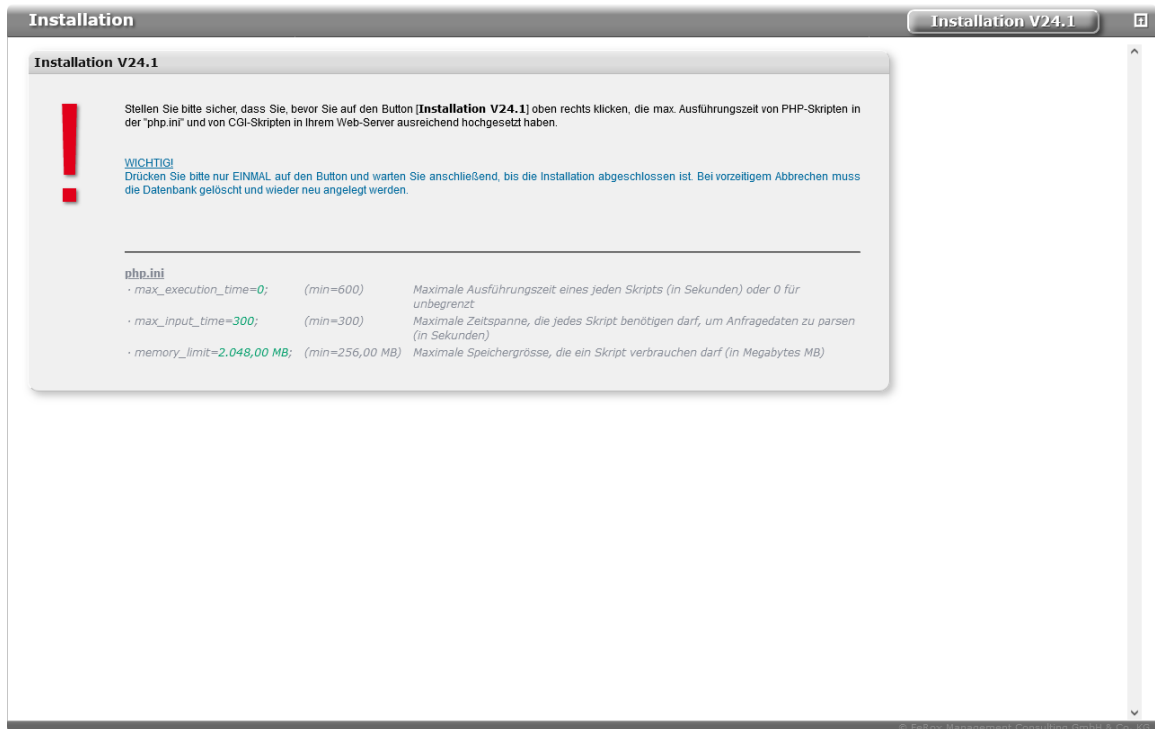 Installation
Installation V24.1
Installation V24.1
Stellen Sie bitte sicher, dass Sie, bevor Sie auf den Button [Installation V24.1] oben rechts klicken, die max. Ausführungszeit von PHP-Skripten in
der "php.ini" und von CGI-Skripten in Ihrem Web-Server ausreichend hochgesetzt haben.
WICHTIG!
Drücken Sie bitte nur EINMAL auf den Button und warten Sie anschließend, bis die Installation abgeschlossen ist. Bei vorzeitigem Abbrechen muss
die Datenbank gelöscht und wieder neu angelegt werden.
php.ini
· max_execution_time=0; (min=600) Maximale Ausführungszeit eines jeden Skripts (in Sekunden) oder 0 für
unbegrenzt
· max_input_time=300; (min=300) Maximale Zeitspanne, die jedes Skript benötigen darf, um Anfragedaten zu parsen
(in Sekunden)
· memory_limit=2.048,00 MB; (min=256,00 MB) Maximale Speichergrösse, die ein Skript verbrauchen darf (in Megabytes MB)
Management Consulting GmbH & Co. KG